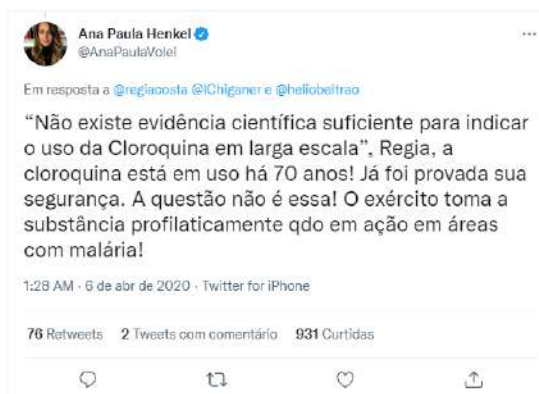 Ana Paula Henkel
@AnaPaulaVolei
Em resposta a @regiacosta @IChiganer e @heliobeltrao
“Não existe evidência científica suficiente para indicar
o uso da Cloroquina em larga escala”, Regia, a
cloroquina está em uso há 70 anos! Já foi provada sua
segurança. A questão não é essa! O exército toma a
substância profilaticamente qdo em ação em áreas
com malária!
1:28 AM · 6 de abr de 2020 · Twitter for iPhone
76 Retweets 2 Tweets com comentário 931 Curtidas